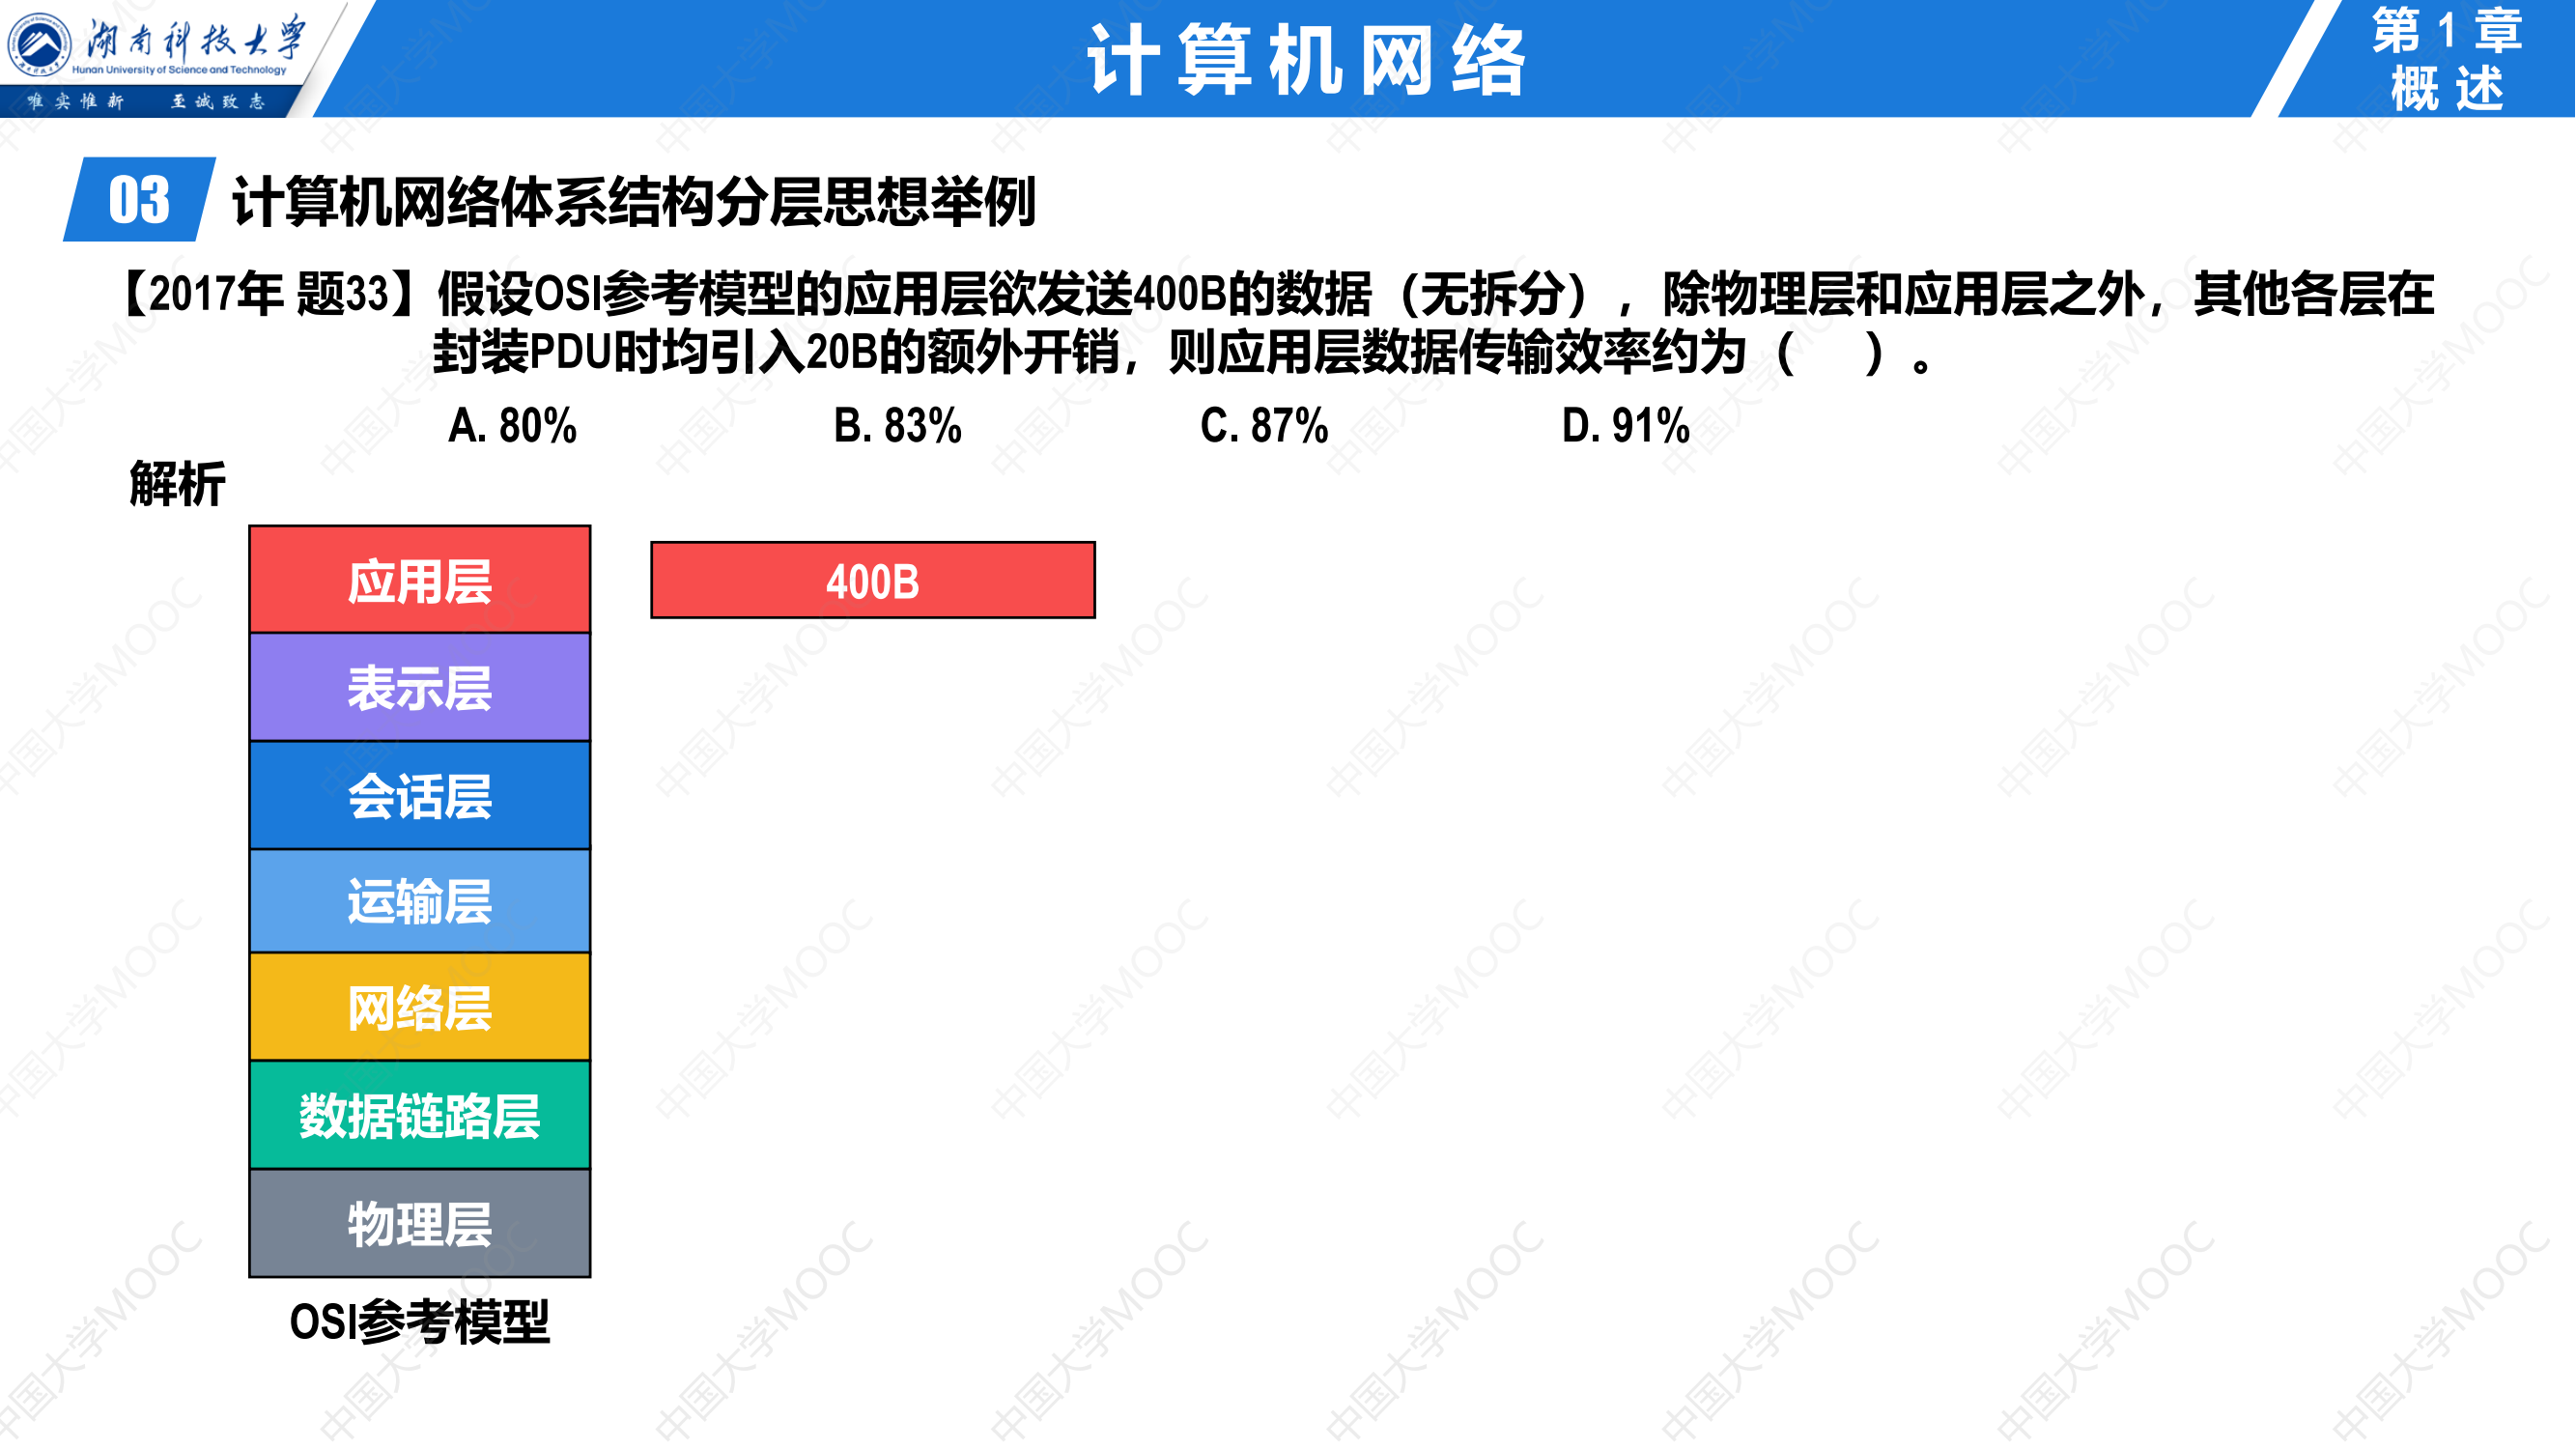 湖南科技大学
Hunan University of Science and Technology
唯实惟新 至诚致志
计算机网络
第1章
概述
03 计算机网络体系结构分层思想举例
【2017年 题33】假设OSI参考模型的应用层欲发送400B的数据（无拆分），除物理层和应用层之外，其他各层在
封装PDU时均引入20B的额外开销，则应用层数据传输效率约为（ ）。
A. 80% B. 83% C. 87% D. 91%
解析
应用层 400B
表示层
会话层
运输层
网络层
数据链路层
物理层
OSI参考模型
中国大学MOOC